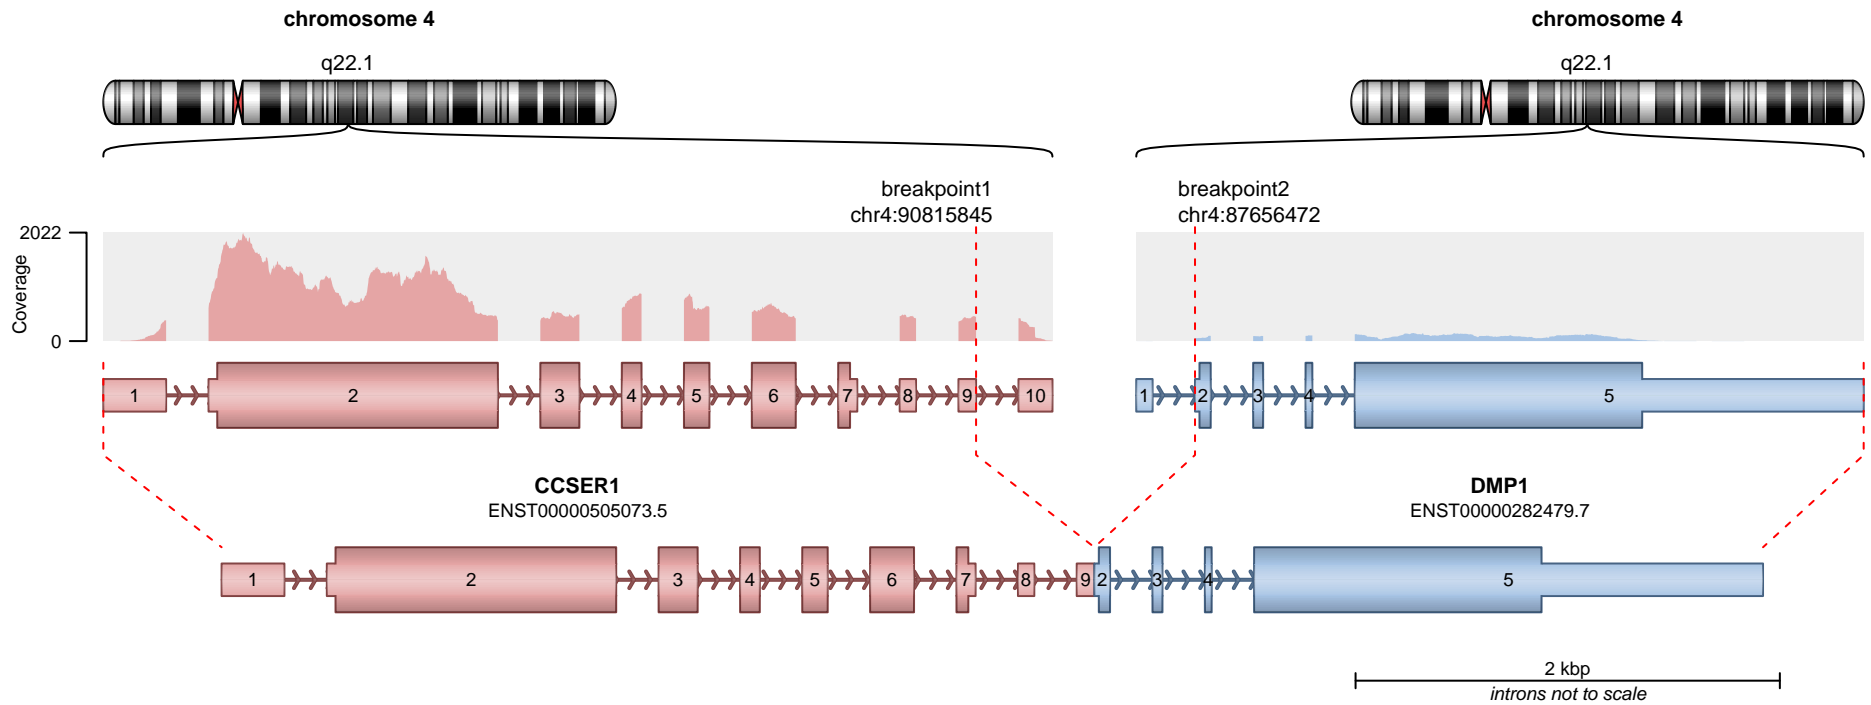 chromosome 4
chromosome 4
q22.1
q22.1
breakpoint1
chr4:90815845
breakpoint2
chr4:87656472
2022
Coverage
0
1 2 3 4 5 6 7 8 9 10
1 2 3 4 5
CCSER1
ENST00000505073.5
DMP1
ENST00000282479.7
1 2 3 4 5 6 7 8 9 2 3 4 5
2 kbp
introns not to scale